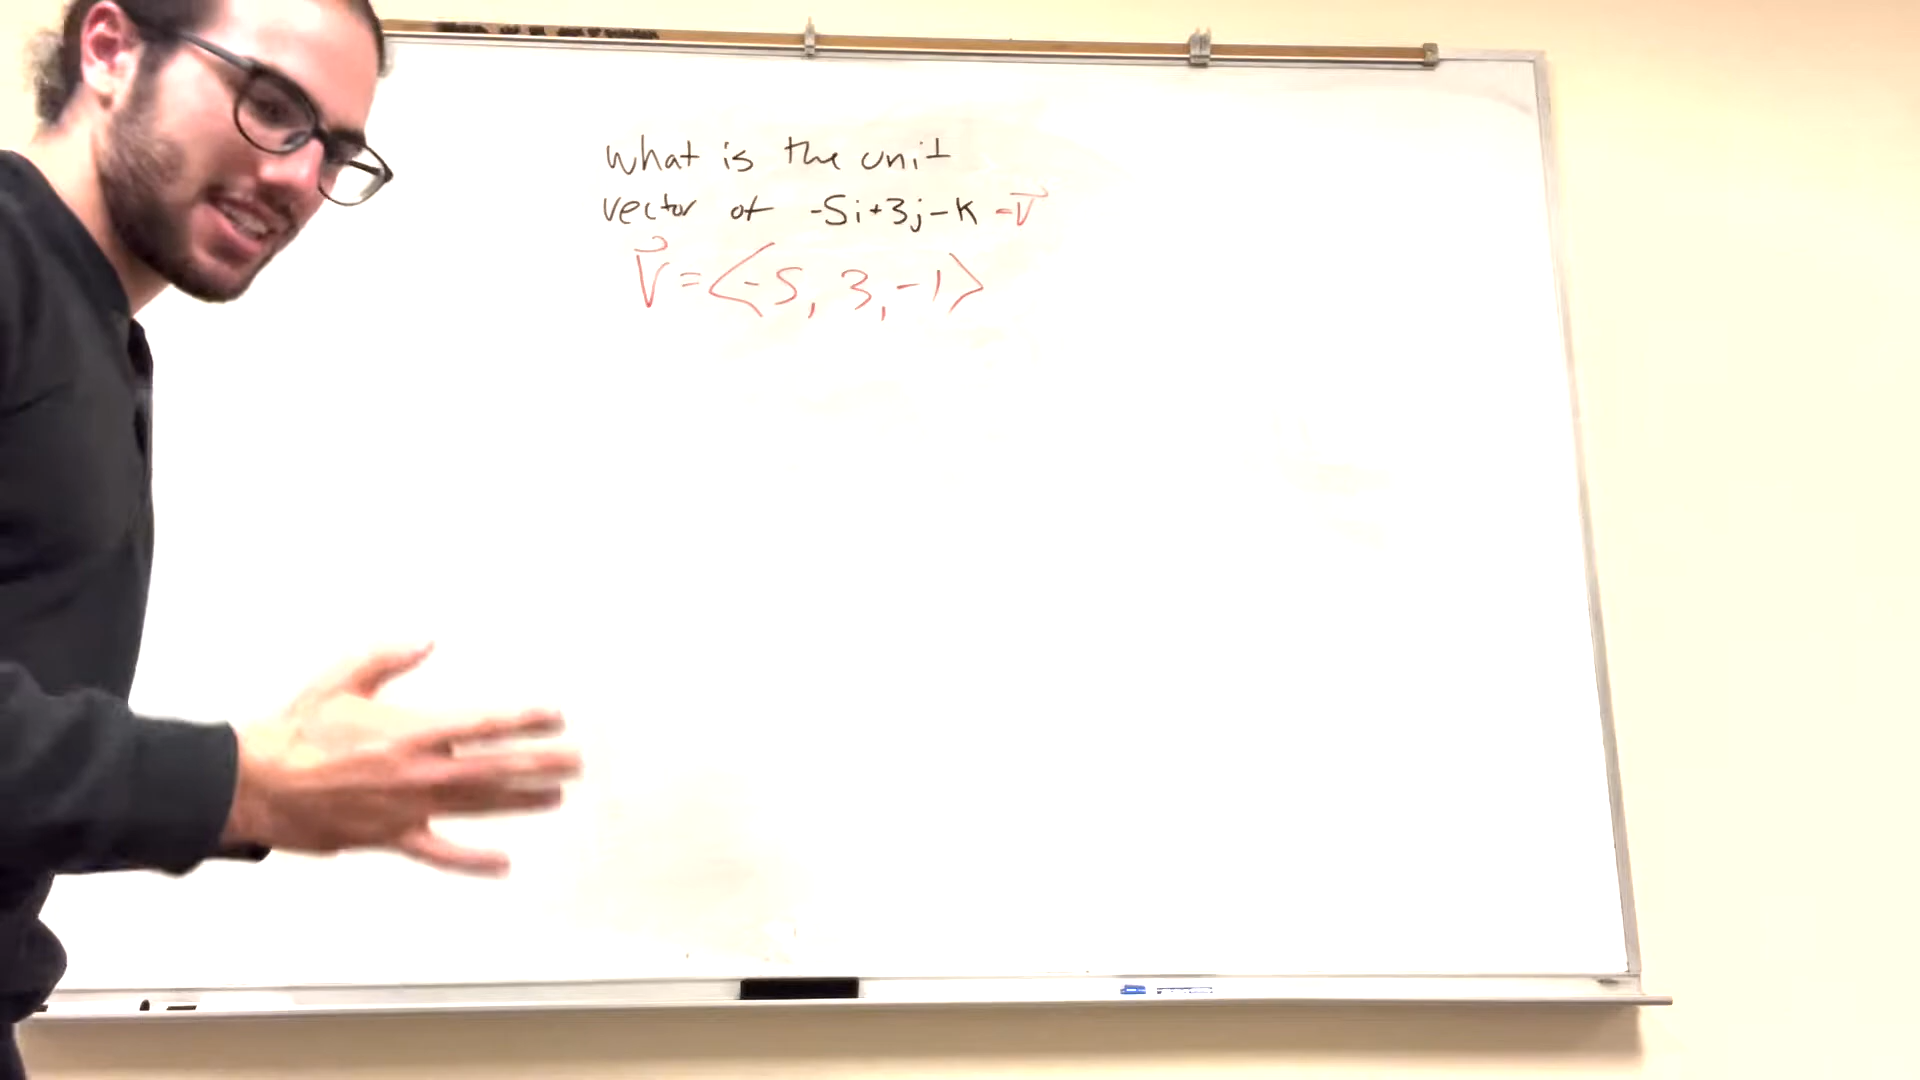 what is the unit
vector of -5i+3j-k =v⃗
v⃗ = <-5, 3, -1>